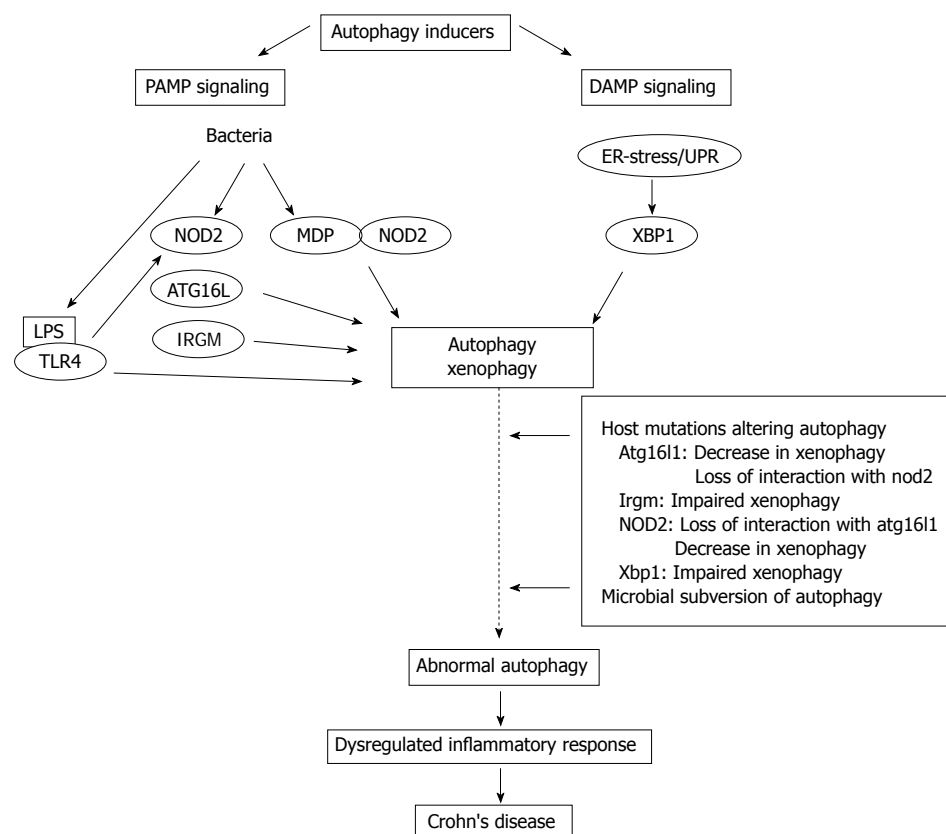 Autophagy inducers
PAMP signaling
DAMP signaling
Bacteria
ER-stress/UPR
NOD2
MDP
NOD2
XBP1
ATG16L
LPS
TLR4
IRGM
Autophagy
xenophagy
Host mutations altering autophagy
Atg16l1: Decrease in xenophagy
Loss of interaction with nod2
Irgm: Impaired xenophagy
NOD2: Loss of interaction with atg16l1
Decrease in xenophagy
Xbp1: Impaired xenophagy
Microbial subversion of autophagy
Abnormal autophagy
Dysregulated inflammatory response
Crohn's disease